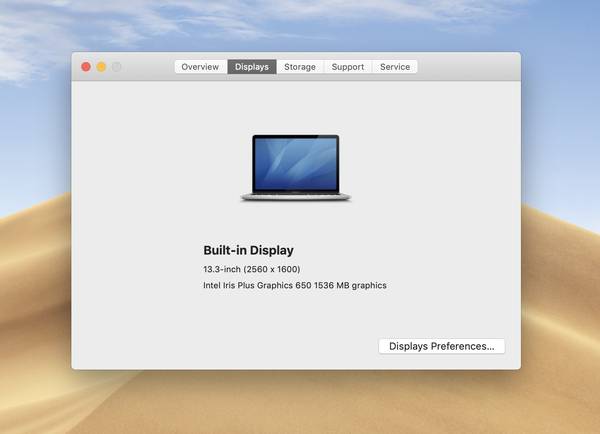 Overview Displays Storage Support Service
Built-in Display
13.3-inch (2560 x 1600)
Intel Iris Plus Graphics 650 1536 MB graphics
Displays Preferences...